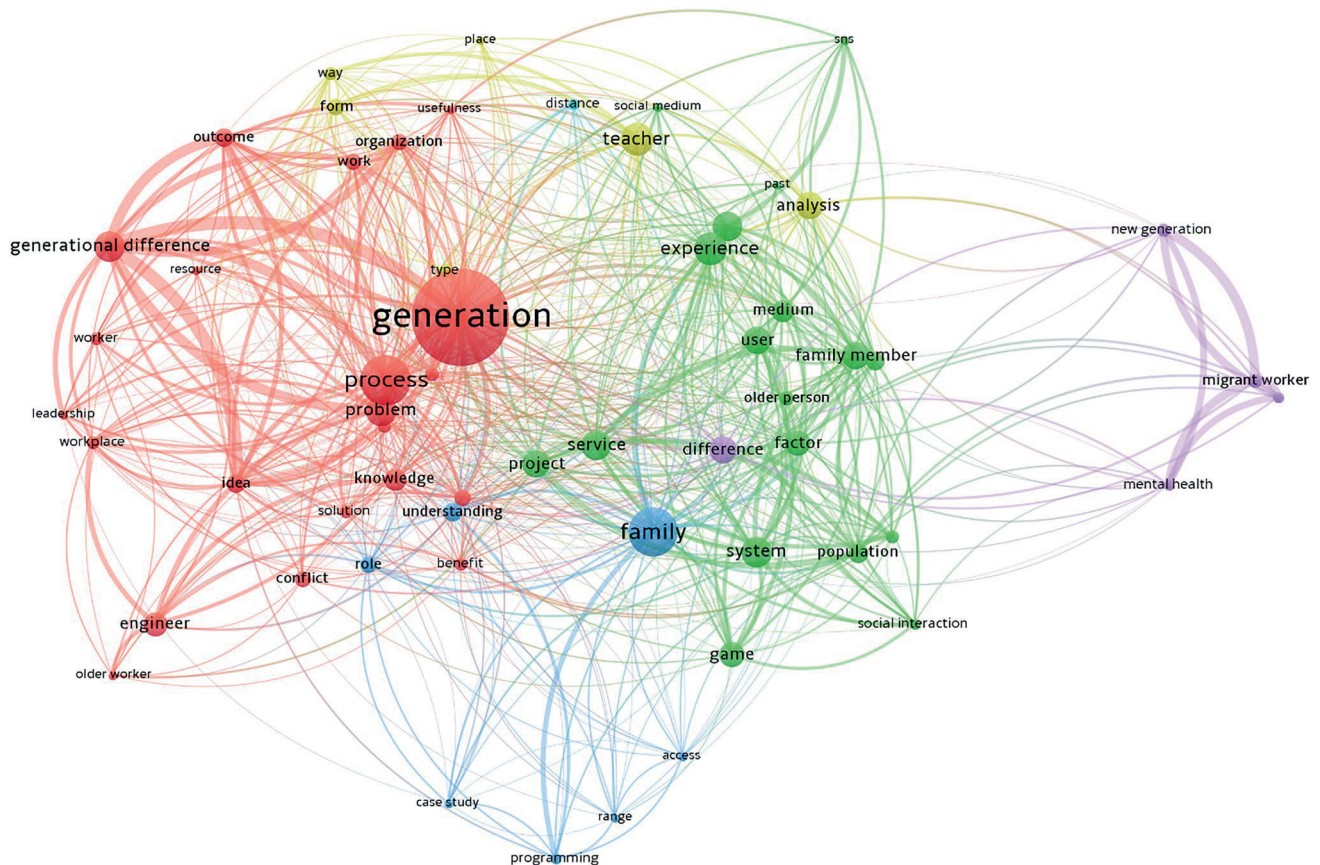 place
sns
way
form
usefulness
distance
social medium
outcome
organization
teacher
work
past
analysis
generational difference
experience
new generation
resource
type
generation
medium
worker
user
family member
process
migrant worker
older person
leadership
problem
workplace
service
difference
factor
project
idea
knowledge
mental health
solution
understanding
family
system
population
role
benefit
conflict
engineer
social interaction
game
older worker
access
case study
range
programming